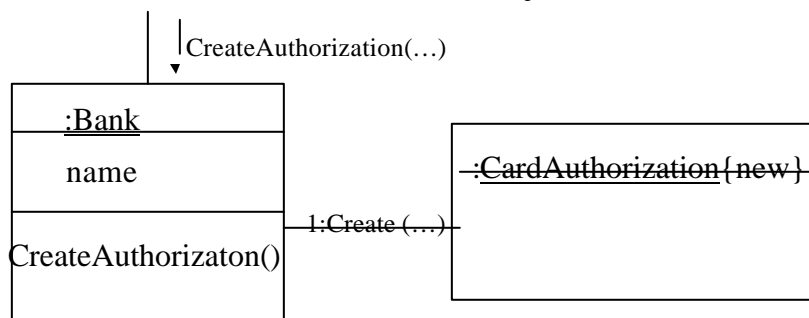 CreateAuthorization(…)
:Bank
name
CreateAuthorizaton()
1:Create (…)
:CardAuthorization{new}